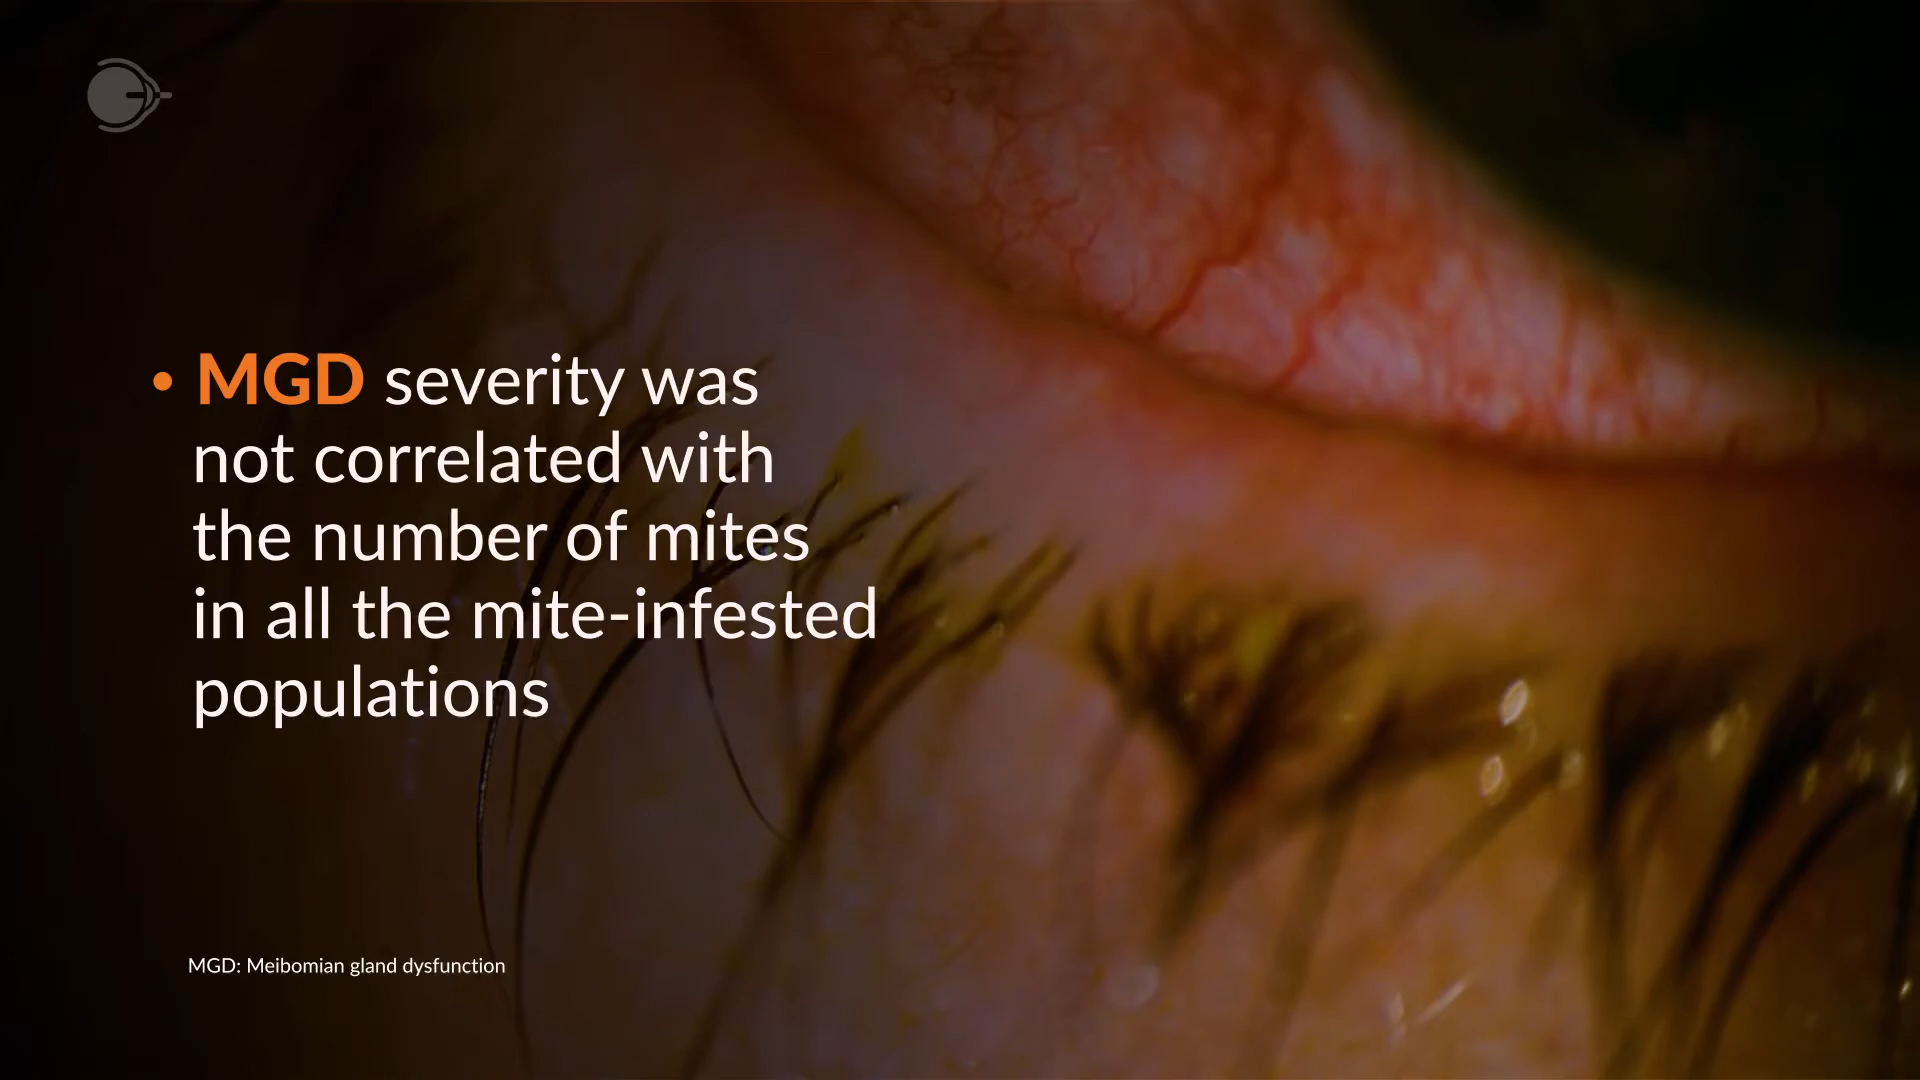 • MGD severity was
not correlated with
the number of mites
in all the mite-infested
populations
MGD: Meibomian gland dysfunction